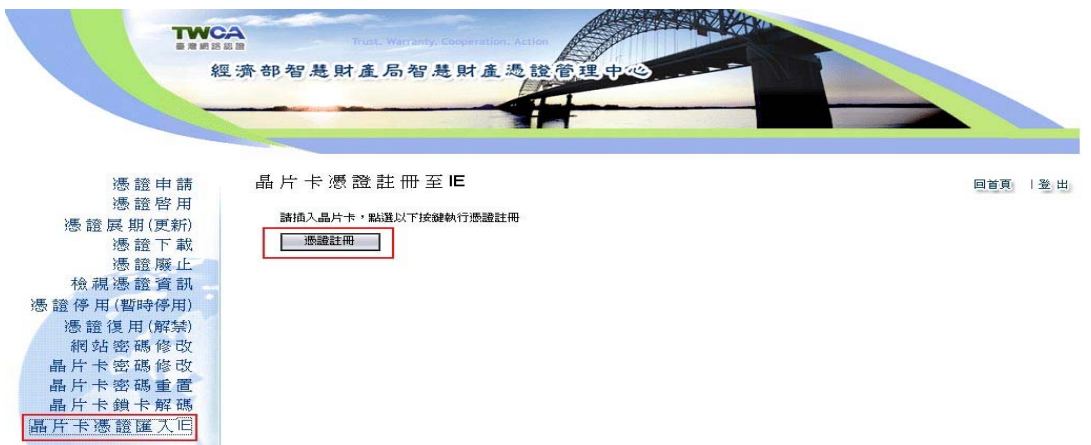 TWCA
臺灣網路認證
Trust, Warranty, Cooperation, Action
經濟部智慧財產局智慧財產憑證管理中心
晶片卡憑證註冊至IE
回首頁 | 登出
請插入晶片卡，點選以下按鍵執行憑證註冊
憑證註冊
憑證申請
憑證啓用
憑證展期(更新)
憑證下載
憑證廢止
檢視憑證資訊
憑證停用(暫時停用)
憑證復用(解禁)
網站密碼修改
晶片卡密碼修改
晶片卡密碼重置
晶片卡鎖卡解碼
晶片卡憑證匯入IE